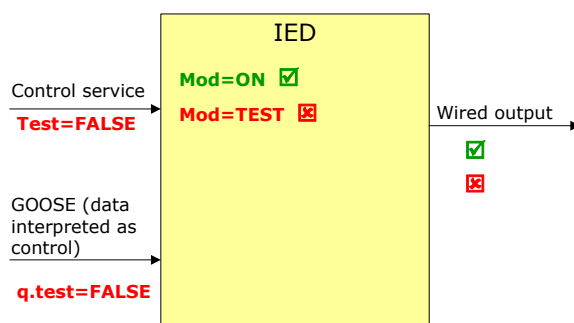 IED
Mod=ON
Mod=TEST
Control service
Test=FALSE
Wired output
GOOSE (data
interpreted as
control)
q.test=FALSE